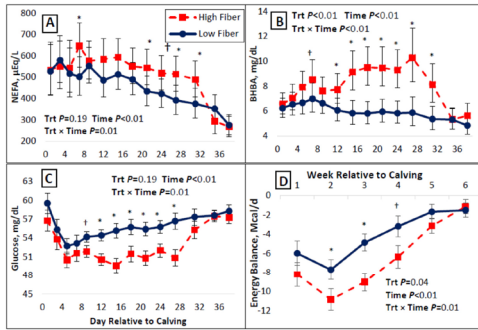 A
High Fiber
Low Fiber
NEFA, µEq/L
800
700
600
500
400
300
200
0 4 8 12 16 20 24 28 32 36
* * † * *
Trt P=0.19 Time P<0.01
Trt × Time P=0.01
B
Trt P<0.01 Time P<0.01
Trt × Time P<0.01
BHBA, mg/dL
12
10
8
6
4
0 4 8 12 16 20 24 28 32 36
† * * * * * * *
C
Trt P=0.19 Time P<0.01
Trt × Time P=0.01
Glucose, mg/dL
63
60
57
54
51
48
45
0 4 8 12 16 20 24 28 32 36
† * * * * * *
Day Relative to Calving
D
Week Relative to Calving
1 2 3 4 5 6
Energy Balance, Mcal/d
0
-2
-4
-6
-8
-10
-12
* * †
Trt P=0.04
Time P<0.01
Trt × Time P=0.01